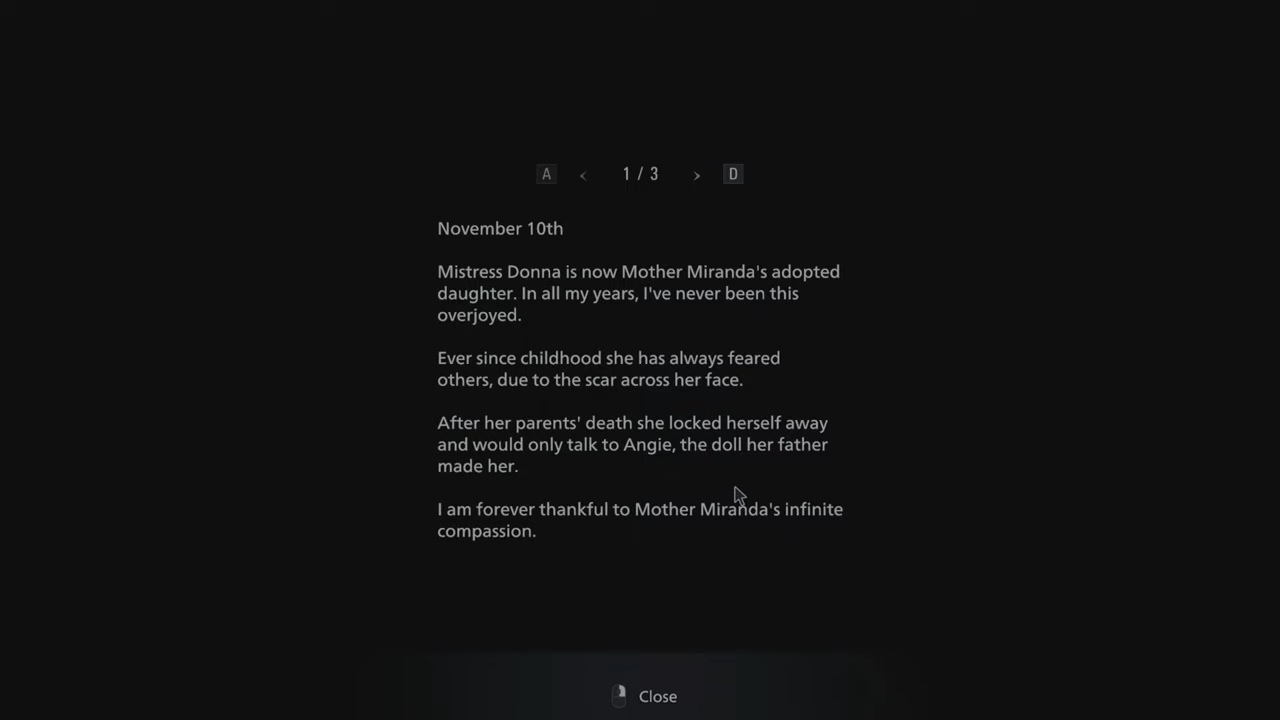 A < 1 / 3 > D
November 10th
Mistress Donna is now Mother Miranda's adopted
daughter. In all my years, I've never been this
overjoyed.
Ever since childhood she has always feared
others, due to the scar across her face.
After her parents' death she locked herself away
and would only talk to Angie, the doll her father
made her.
I am forever thankful to Mother Miranda's infinite
compassion.
Close